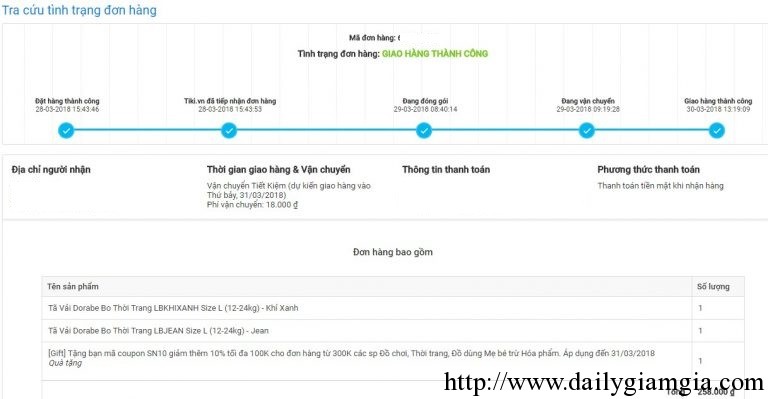 Tra cứu tình trạng đơn hàng
Mã đơn hàng:
Tình trạng đơn hàng: GIAO HÀNG THÀNH CÔNG
Đặt hàng thành công
28-03-2018 15:43:46
Tiki.vn đã tiếp nhận đơn hàng
28-03-2018 15:43:53
Đang đóng gói
29-03-2018 08:40:14
Đang vận chuyển
29-03-2018 09:19:28
Giao hàng thành công
30-03-2018 13:19:09
Địa chỉ người nhận
Thời gian giao hàng & Vận chuyển
Vận chuyển Tiết Kiệm (dự kiến giao hàng vào
Thứ bảy, 31/03/2018)
Phí vận chuyển: 18.000 ₫
Thông tin thanh toán
Phương thức thanh toán
Thanh toán tiền mặt khi nhận hàng
Đơn hàng bao gồm
Tên sản phẩm Số lượng
Tã Vải Dorabe Bo Thời Trang LBKHIXANH Size L (12-24kg) - Khỉ Xanh 1
Tã Vải Dorabe Bo Thời Trang LBJEAN Size L (12-24kg) - Jean 1
[Gift] Tặng bạn mã coupon SN10 giảm thêm 10% tối đa 100K cho đơn hàng từ 300K các sp Đồ chơi, Thời trang, Đồ dùng Mẹ bé trừ Hóa phẩm. Áp dụng đến 31/03/2018 1
Quà tặng
258.000 ₫
http://www.dailygiamgia.com